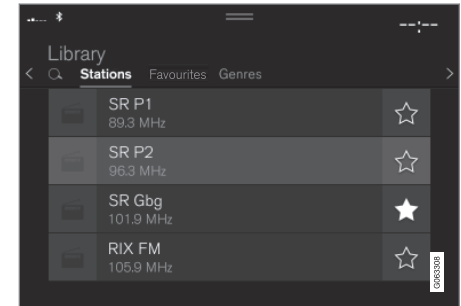 --:--
Library
Stations Favourites Genres
SR P1
89.3 MHz
SR P2
96.3 MHz
SR Gbg
101.9 MHz
RIX FM
105.9 MHz
G063308